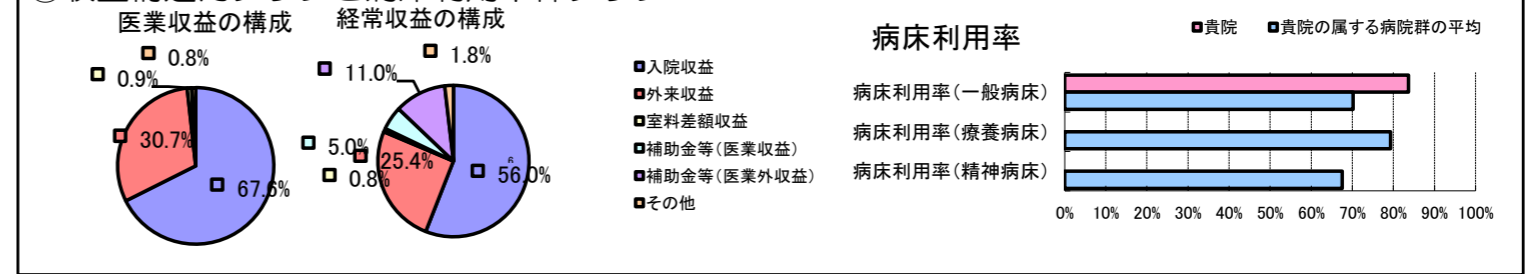 医業収益の構成
0.8%
0.9%
30.7%
67.6%
経常収益の構成
1.8%
11.0%
5.0%
25.4%
0.8%
56.0%
入院収益
外来収益
室料差額収益
補助金等(医業収益)
補助金等(医業外収益)
その他
病床利用率
貴院 貴院の属する病院群の平均
病床利用率(一般病床)
病床利用率(療養病床)
病床利用率(精神病床)
0% 10% 20% 30% 40% 50% 60% 70% 80% 90% 100%